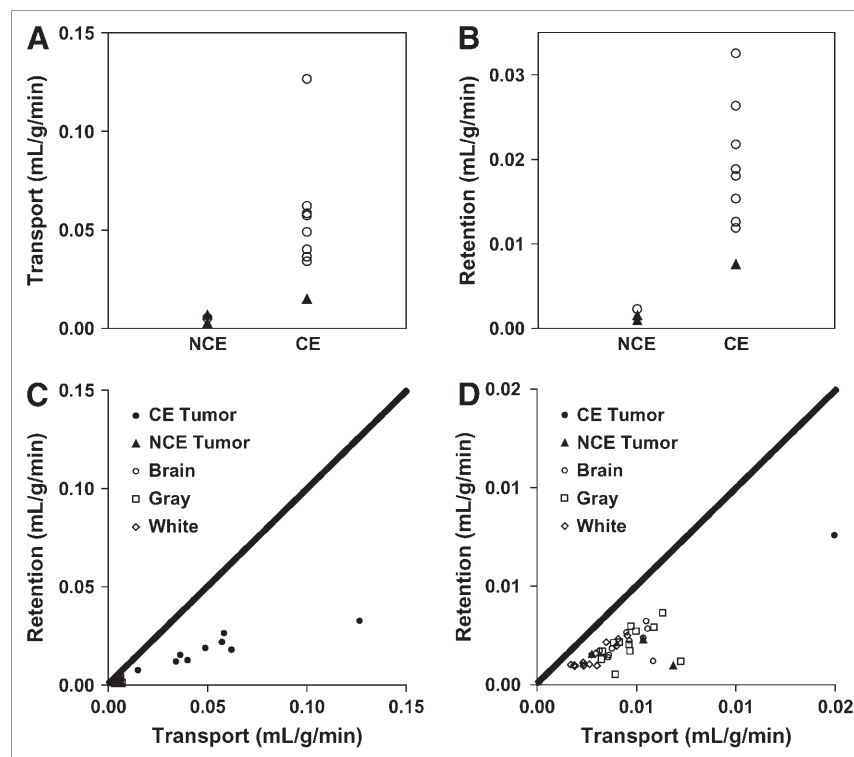 A
Transport (mL/g/min)
0.15
0.10
0.05
0.00
NCE
CE
B
Retention (mL/g/min)
0.03
0.02
0.01
0.00
NCE
CE
C
Retention (mL/g/min)
0.15
0.10
0.05
0.00
CE Tumor
NCE Tumor
Brain
Gray
White
0.00
0.05
0.10
0.15
Transport (mL/g/min)
D
Retention (mL/g/min)
0.02
0.01
0.01
0.00
CE Tumor
NCE Tumor
Brain
Gray
White
0.00
0.01
0.01
0.02
Transport (mL/g/min)